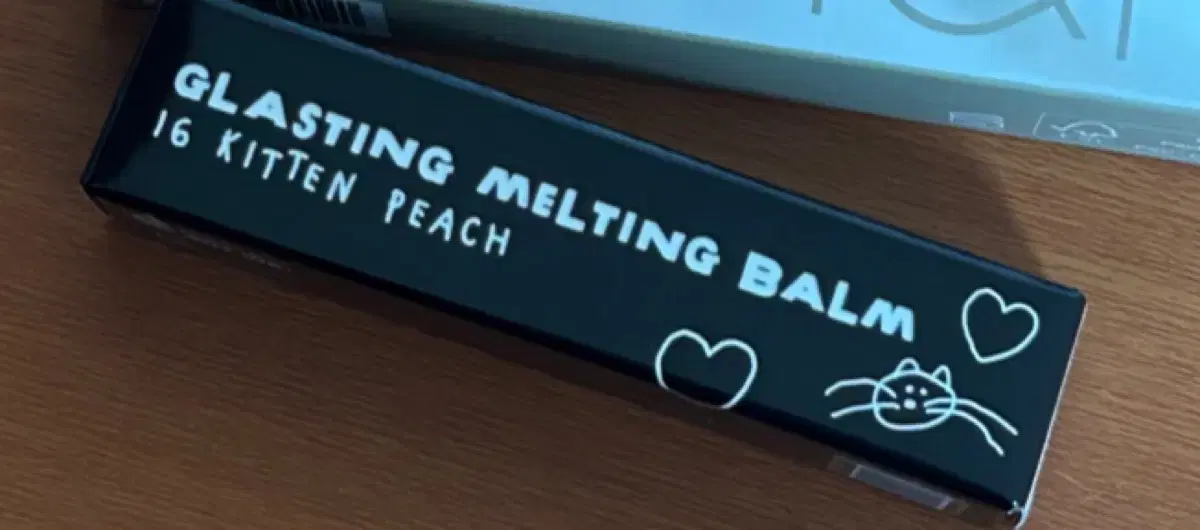 GLASTING MELTING BALM
16 KITTEN PEACH